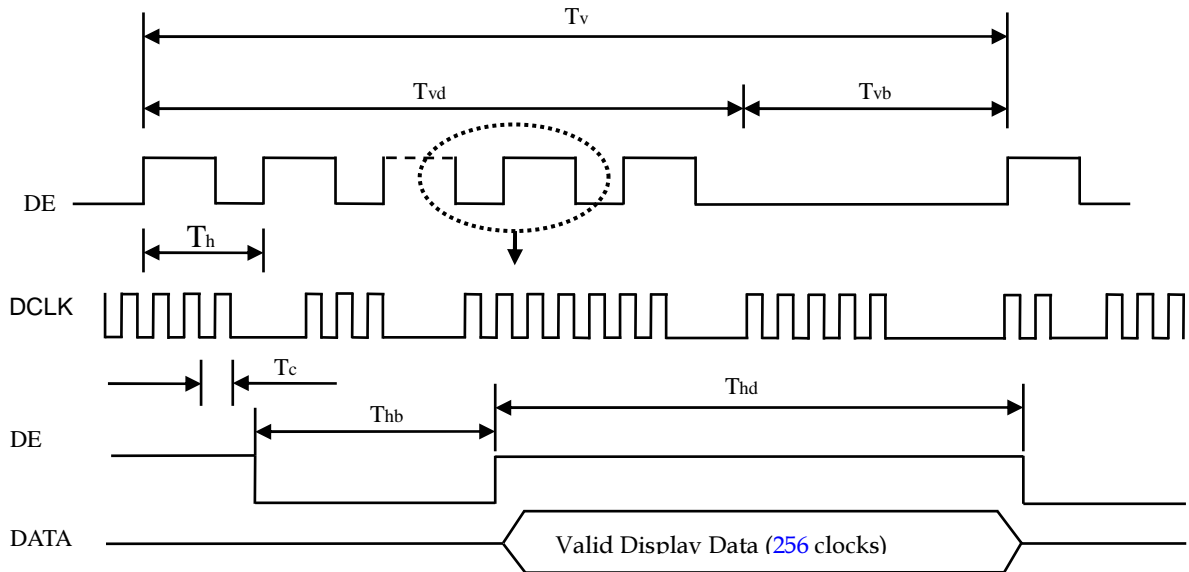 Tv
Tvd
Tvb
DE
Th
DCLK
Tc
Thd
Thb
DE
DATA
Valid Display Data (256 clocks)